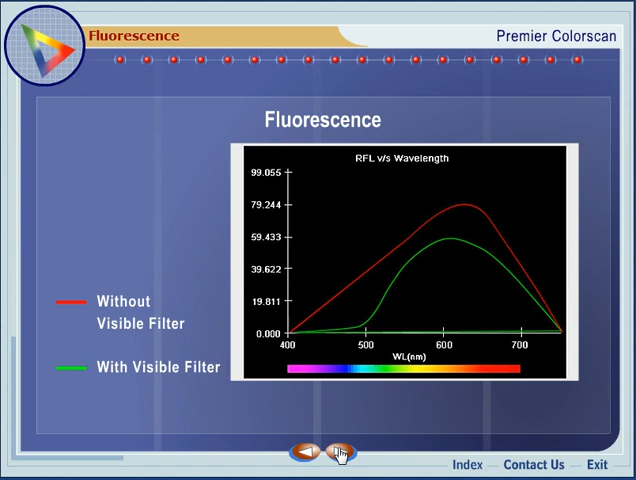 Fluorescence
Premier Colorscan
Fluorescence
RFL v/s Wavelength
99.055
79.244
59.433
39.622
19.811
0.000
400 500 600 700
WL(nm)
Without
Visible Filter
With Visible Filter
Index — Contact Us — Exit